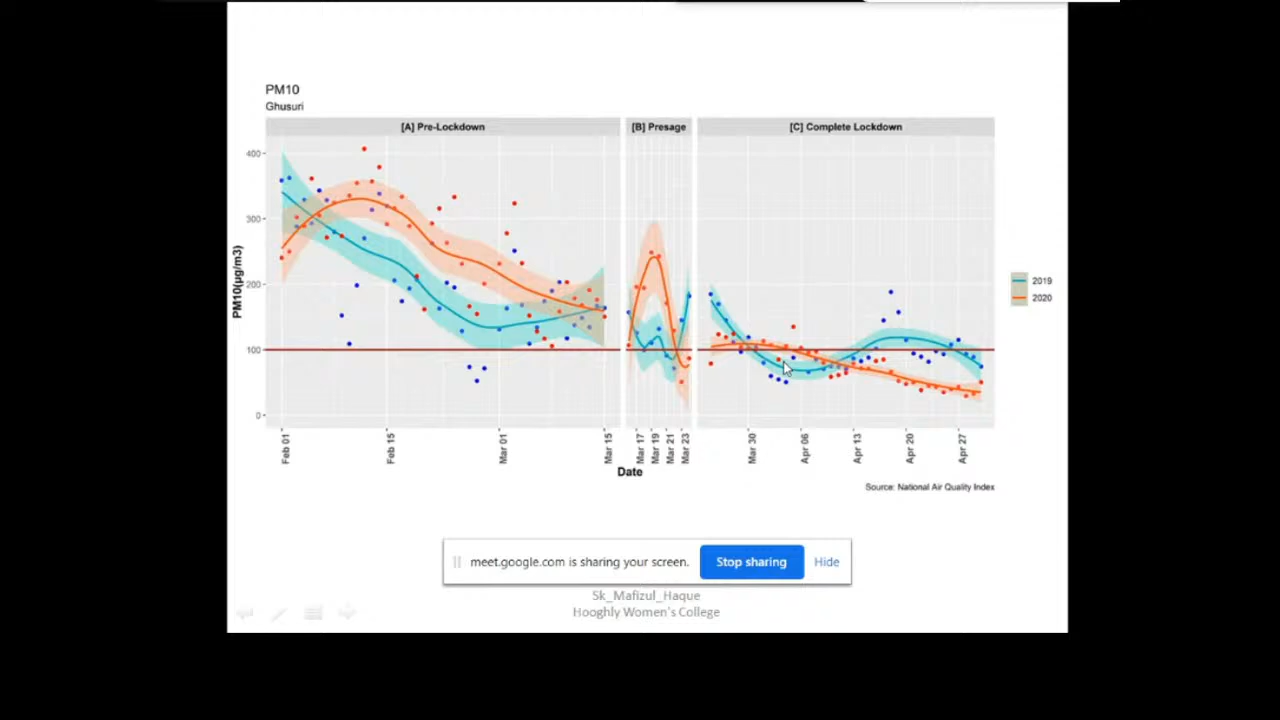 PM10
Ghusuri
[A] Pre-Lockdown
[B] Presage
[C] Complete Lockdown
PM10(µg/m3)
400
300
200
100
0
2019
2020
Feb 01
Feb 15
Mar 01
Mar 15
Mar 17
Mar 19
Mar 21
Mar 23
Mar 30
Apr 06
Apr 13
Apr 20
Apr 27
Date
Source: National Air Quality Index
meet.google.com is sharing your screen.
Stop sharing
Hide
Sk_Mafizul_Haque
Hooghly Women's College